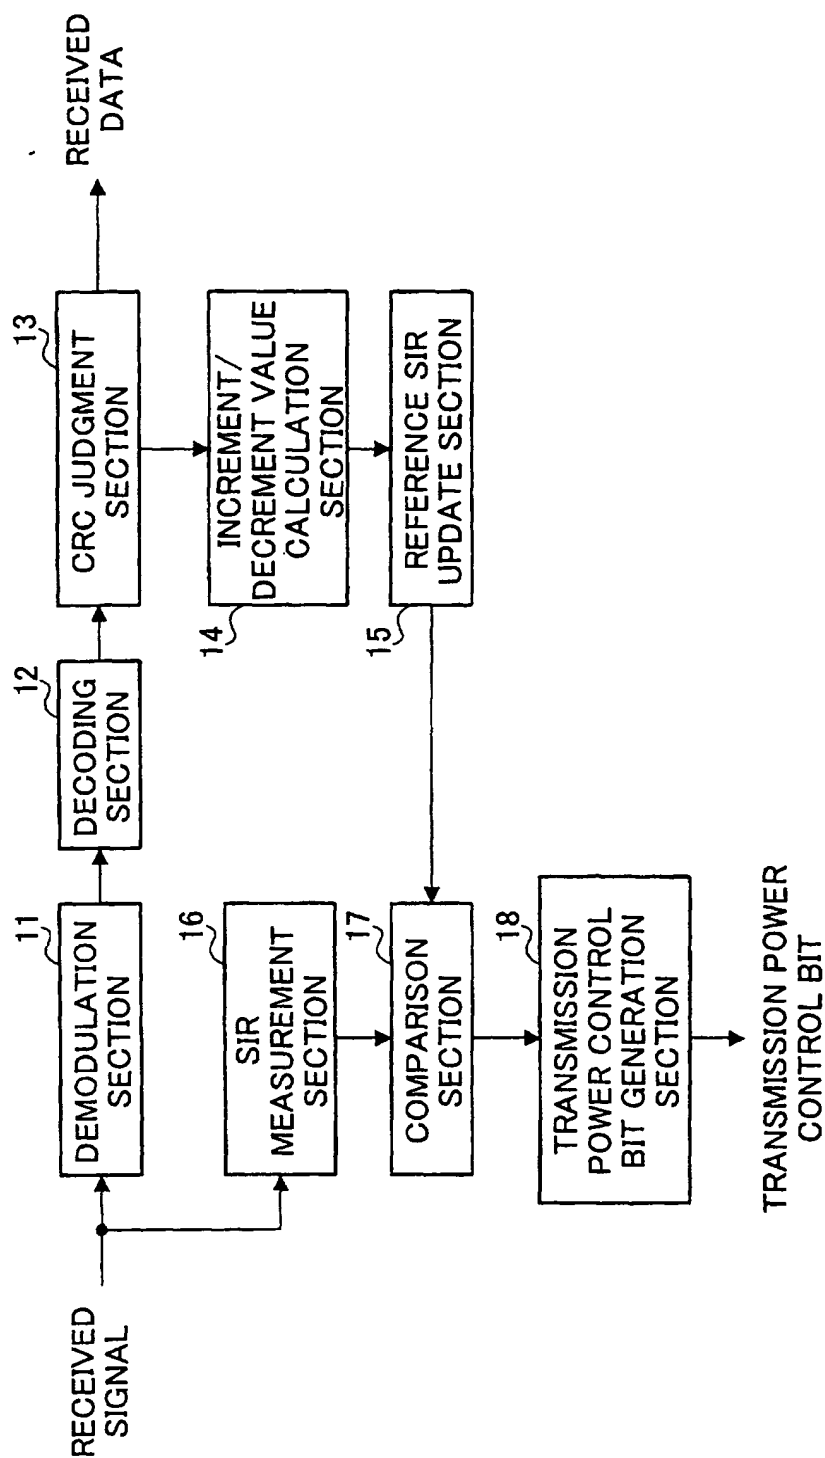 RECEIVED
SIGNAL
11
DEMODULATION
SECTION
12
DECODING
SECTION
13
CRC JUDGMENT
SECTION
RECEIVED
DATA
16
SIR
MEASUREMENT
SECTION
14
INCREMENT/
DECREMENT VALUE
CALCULATION
SECTION
17
COMPARISON
SECTION
15
REFERENCE SIR
UPDATE SECTION
18
TRANSMISSION
POWER CONTROL
BIT GENERATION
SECTION
TRANSMISSION POWER
CONTROL BIT